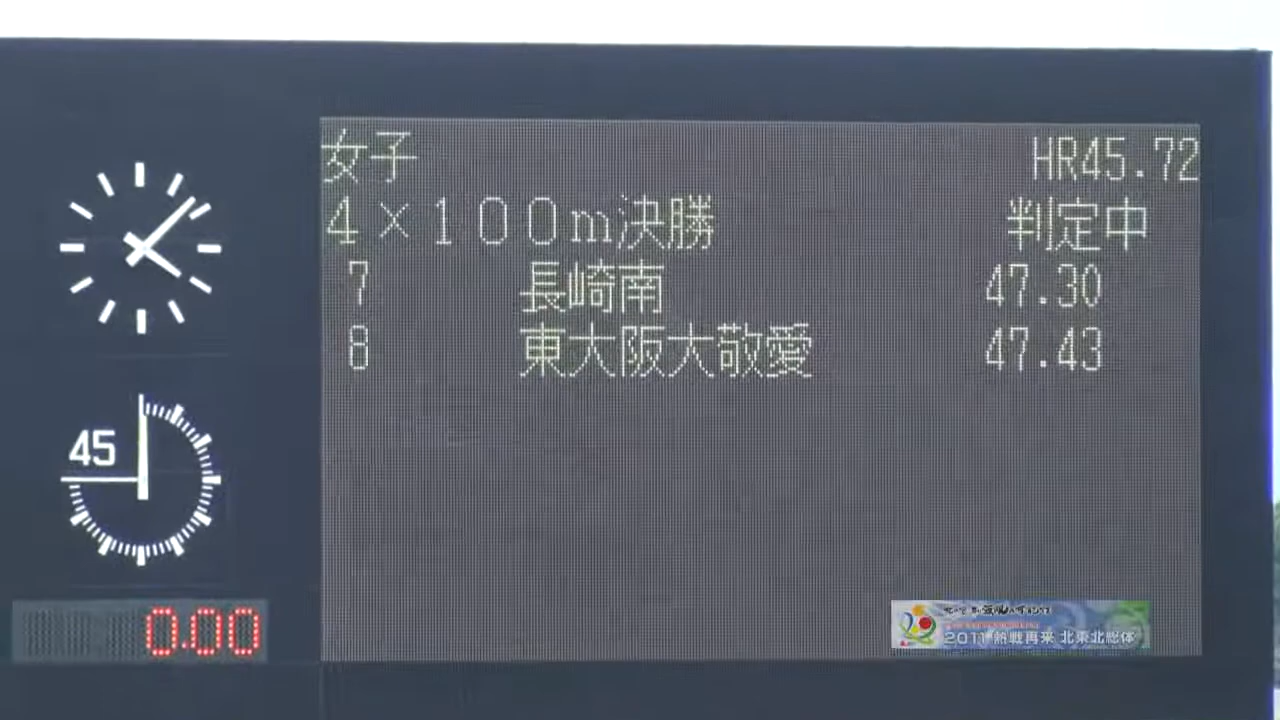 女子 HR45.72
4×100m決勝 判定中
7 長崎南 47.30
8 東大阪大敬愛 47.43
45
0.00
2011 熱戦再来 北東北総体